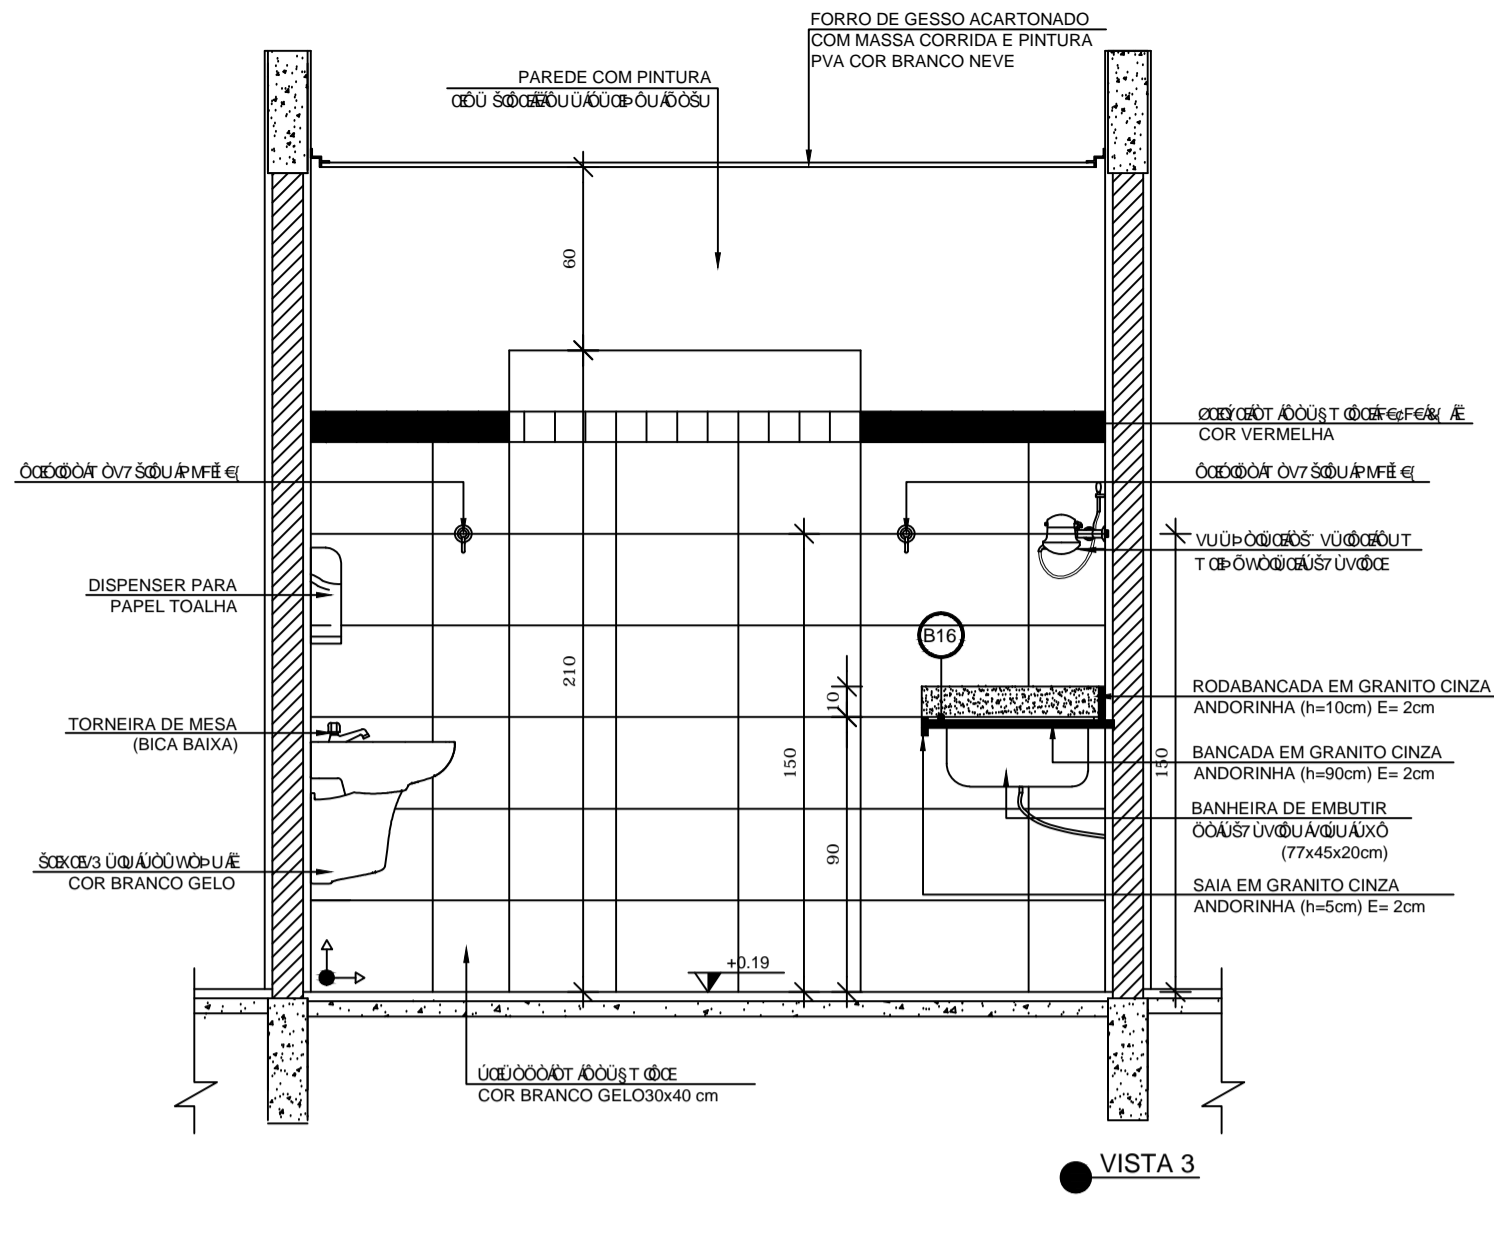 FORRO DE GESSO ACARTONADO
COM MASSA CORRIDA E PINTURA
PVA COR BRANCO NEVE
PAREDE COM PINTURA
60
COR VERMELHA
DISPENSER PARA
PAPEL TOALHA
B16
210
10
RODABANCADA EM GRANITO CINZA
ANDORINHA (h=10cm) E= 2cm
TORNEIRA DE MESA
(BICA BAIXA)
150
150
BANCADA EM GRANITO CINZA
ANDORINHA (h=90cm) E= 2cm
BANHEIRA DE EMBUTIR
(77x45x20cm)
90
COR BRANCO GELO
SAIA EM GRANITO CINZA
ANDORINHA (h=5cm) E= 2cm
+0.19
COR BRANCO GELO30x40 cm
VISTA 3